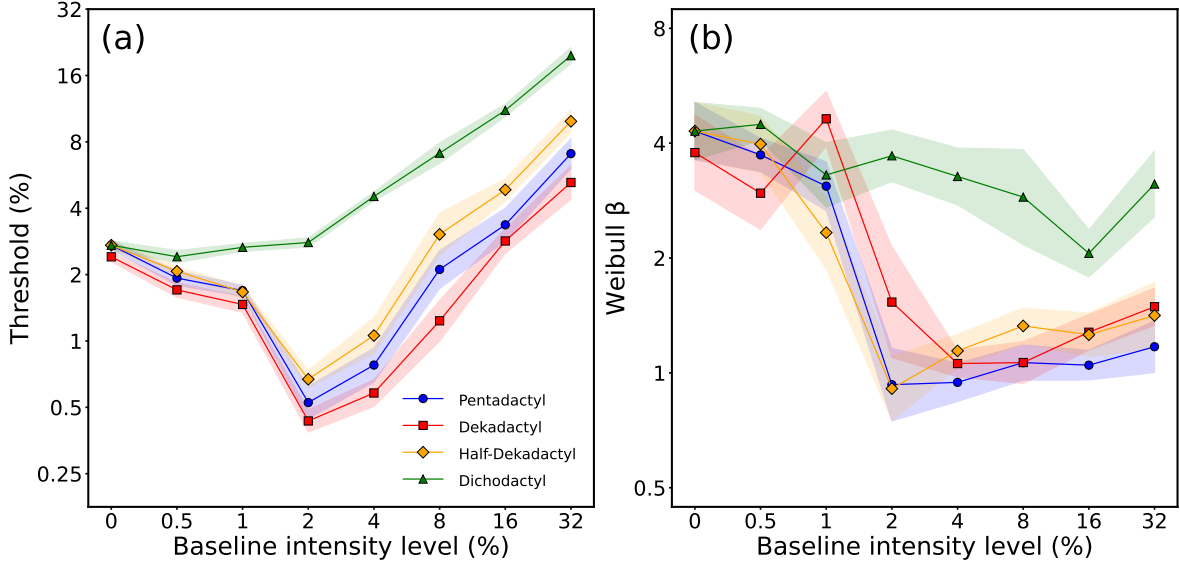 (a)
Threshold (%)
32
16
8
4
2
1
0.5
0.25
Pentadactyl
Dekadactyl
Half-Dekadactyl
Dichodactyl
0 0.5 1 2 4 8 16 32
Baseline intensity level (%)
(b)
Weibull β
8
4
2
1
0.5
0 0.5 1 2 4 8 16 32
Baseline intensity level (%)